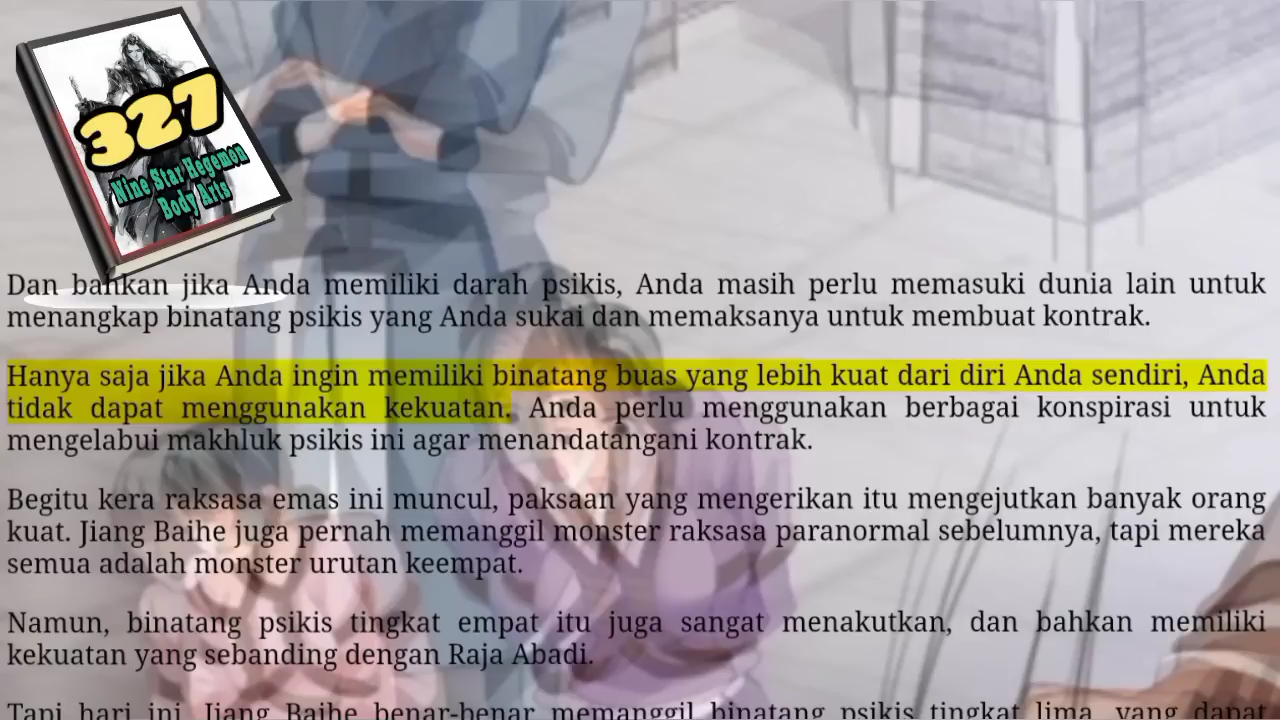 327
Nine Star Hegemon
Body Arts
Dan bahkan jika Anda memiliki darah psikis, Anda masih perlu memasuki dunia lain untuk
menangkap binatang psikis yang Anda sukai dan memaksanya untuk membuat kontrak.
Hanya saja jika Anda ingin memiliki binatang buas yang lebih kuat dari diri Anda sendiri, Anda
tidak dapat menggunakan kekuatan. Anda perlu menggunakan berbagai konspirasi untuk
mengelabui makhluk psikis ini agar menandatangani kontrak.
Begitu kera raksasa emas ini muncul, paksaan yang mengerikan itu mengejutkan banyak orang
kuat. Jiang Baihe juga pernah memanggil monster raksasa paranormal sebelumnya, tapi mereka
semua adalah monster urutan keempat.
Namun, binatang psikis tingkat empat itu juga sangat menakutkan, dan bahkan memiliki
kekuatan yang sebanding dengan Raja Abadi.
Tapi hari ini, Jiang Baihe benar-benar memanggil binatang psikis tingkat lima, yang dapat